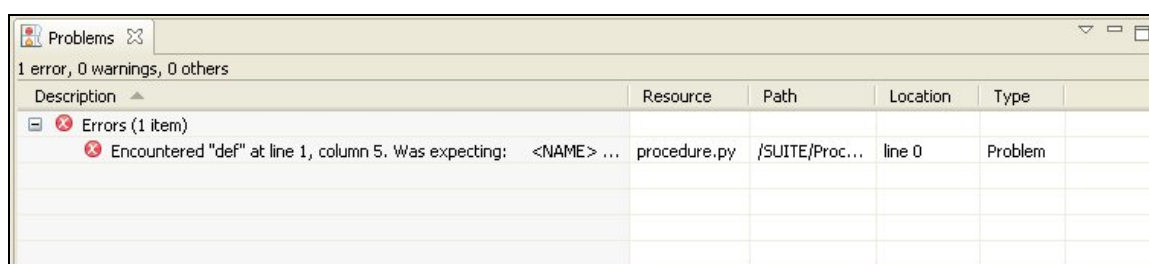 Problems
1 error, 0 warnings, 0 others
Description Resource Path Location Type
Errors (1 item)
Encountered "def" at line 1, column 5. Was expecting: <NAME> ... procedure.py /SUITE/Proc... line 0 Problem